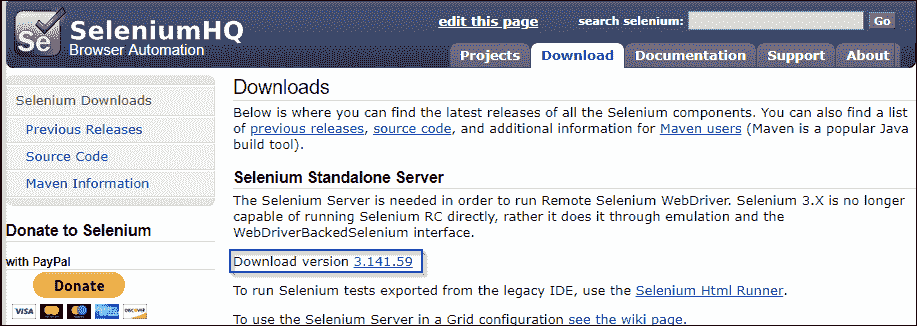 edit this page
search selenium:
Go
Se
SeleniumHQ
Browser Automation
Projects
Download
Documentation
Support
About
Selenium Downloads
Previous Releases
Source Code
Maven Information
Donate to Selenium
with PayPal
Donate
VISA
DISCOVER
Downloads
Below is where you can find the latest releases of all the Selenium components. You can also find a list
of previous releases, source code, and additional information for Maven users (Maven is a popular Java
build tool).
Selenium Standalone Server
The Selenium Server is needed in order to run Remote Selenium WebDriver. Selenium 3.X is no longer
capable of running Selenium RC directly, rather it does it through emulation and the
WebDriverBackedSelenium interface.
Download version 3.141.59
To run Selenium tests exported from the legacy IDE, use the Selenium Html Runner.
To use the Selenium Server in a Grid configuration see the wiki page.